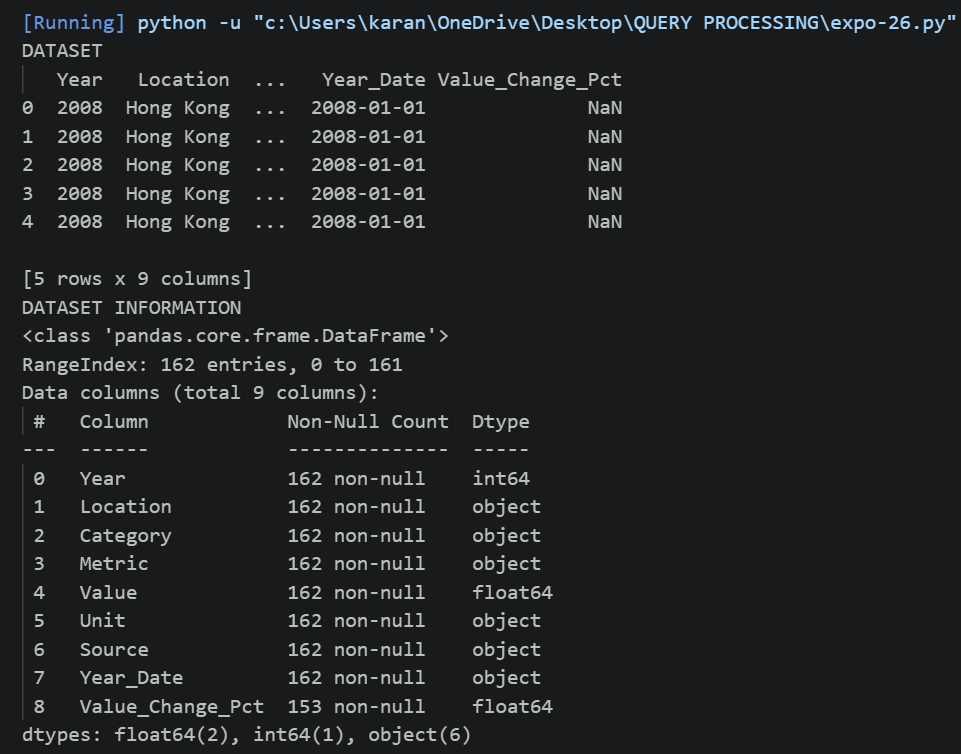 [Running] python -u "c:\Users\karan\OneDrive\Desktop\QUERY PROCESSING\expo-26.py"
DATASET
   Year   Location  ...   Year_Date Value_Change_Pct
0  2008  Hong Kong  ...  2008-01-01              NaN
1  2008  Hong Kong  ...  2008-01-01              NaN
2  2008  Hong Kong  ...  2008-01-01              NaN
3  2008  Hong Kong  ...  2008-01-01              NaN
4  2008  Hong Kong  ...  2008-01-01              NaN
[5 rows x 9 columns]
DATASET INFORMATION
<class 'pandas.core.frame.DataFrame'>
RangeIndex: 162 entries, 0 to 161
Data columns (total 9 columns):
 #   Column            Non-Null Count  Dtype
---  ------            --------------  -----
 0   Year              162 non-null    int64
 1   Location          162 non-null    object
 2   Category          162 non-null    object
 3   Metric            162 non-null    object
 4   Value             162 non-null    float64
 5   Unit              162 non-null    object
 6   Source            162 non-null    object
 7   Year_Date         162 non-null    object
 8   Value_Change_Pct  153 non-null    float64
dtypes: float64(2), int64(1), object(6)